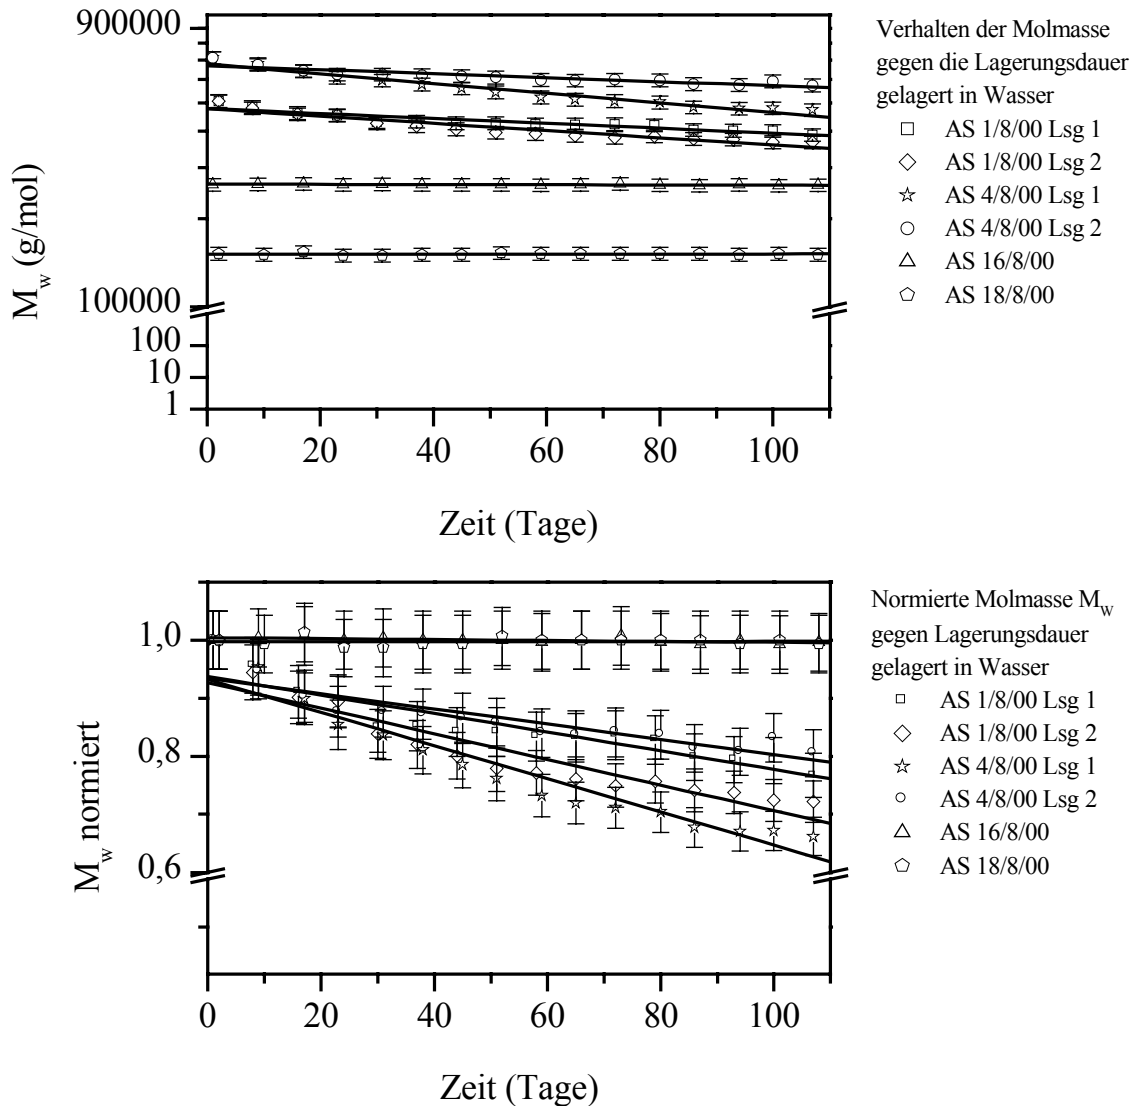 900000
100000
100
10
1
M_w (g/mol)
0 20 40 60 80 100
Zeit (Tage)
Verhalten der Molmasse
gegen die Lagerungsdauer
gelagert in Wasser
AS 1/8/00 Lsg 1
AS 1/8/00 Lsg 2
AS 4/8/00 Lsg 1
AS 4/8/00 Lsg 2
AS 16/8/00
AS 18/8/00
1,0
0,8
0,6
M_w normiert
0 20 40 60 80 100
Zeit (Tage)
Normierte Molmasse M_W
gegen Lagerungsdauer
gelagert in Wasser
AS 1/8/00 Lsg 1
AS 1/8/00 Lsg 2
AS 4/8/00 Lsg 1
AS 4/8/00 Lsg 2
AS 16/8/00
AS 18/8/00